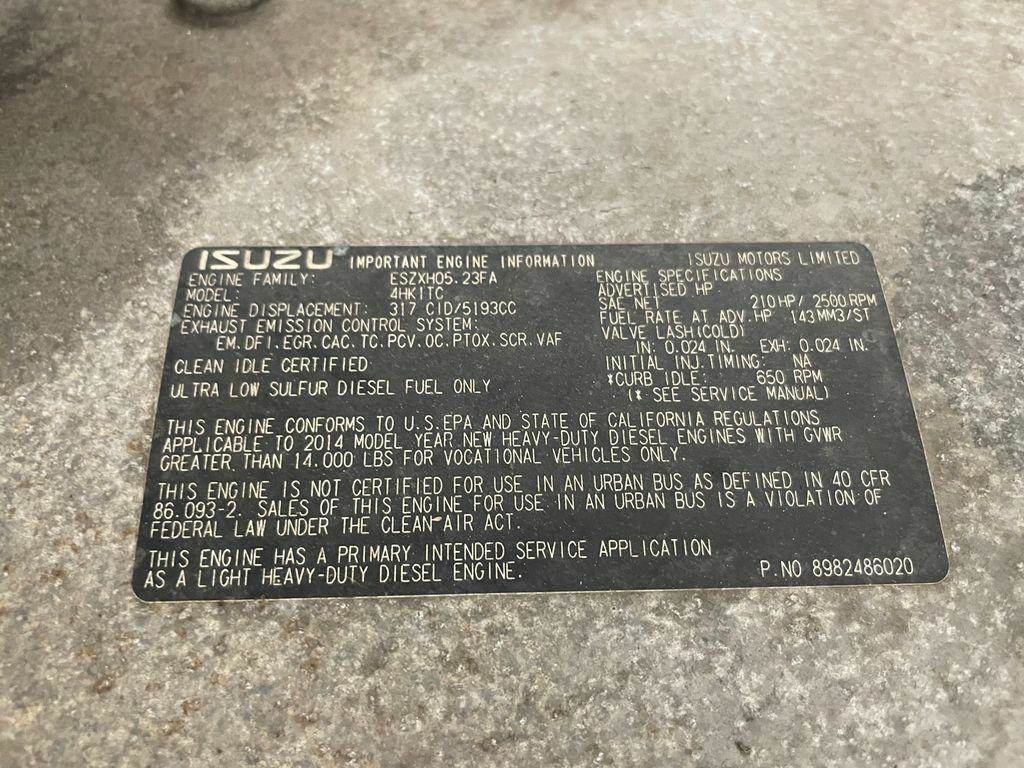 ISUZU IMPORTANT ENGINE INFORMATION ISUZU MOTORS LIMITED
ENGINE FAMILY: ESZXH05.23FA
MODEL: 4HK1TC
ENGINE DISPLACEMENT: 317 CID/5193CC
EXHAUST EMISSION CONTROL SYSTEM:
EM.DFI.EGR.CAC.TC.PCV.OC.PTOX.SCR.VAF
CLEAN IDLE CERTIFIED
ULTRA LOW SULFUR DIESEL FUEL ONLY
ENGINE SPECIFICATIONS
ADVERTISED HP
SAE NET 210HP/ 2500RPM
FUEL RATE AT ADV.HP 143MM3/ST
VALVE LASH(COLD)
IN: 0.024 IN. EXH: 0.024 IN.
INITIAL INJ.TIMING: NA
*CURB IDLE: 650 RPM
(* SEE SERVICE MANUAL)
THIS ENGINE CONFORMS TO U.S.EPA AND STATE OF CALIFORNIA REGULATIONS
APPLICABLE TO 2014 MODEL YEAR NEW HEAVY-DUTY DIESEL ENGINES WITH GVWR
GREATER THAN 14.000 LBS FOR VOCATIONAL VEHICLES ONLY.
THIS ENGINE IS NOT CERTIFIED FOR USE IN AN URBAN BUS AS DEFINED IN 40 CFR
86.093-2. SALES OF THIS ENGINE FOR USE IN AN URBAN BUS IS A VIOLATION OF
FEDERAL LAW UNDER THE CLEAN AIR ACT.
THIS ENGINE HAS A PRIMARY INTENDED SERVICE APPLICATION
AS A LIGHT HEAVY-DUTY DIESEL ENGINE.
P.NO 8982486020